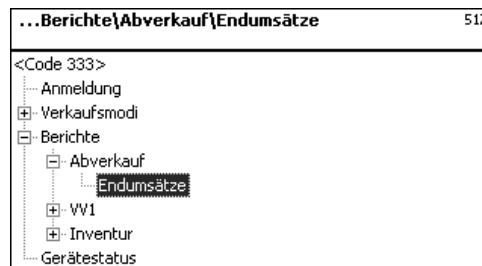 ...Berichte\Abverkauf\Endumsätze
<Code 333>
Anmeldung
Verkaufsmodi
Berichte
Abverkauf
Endumsätze
VV1
Inventur
Gerätestatus